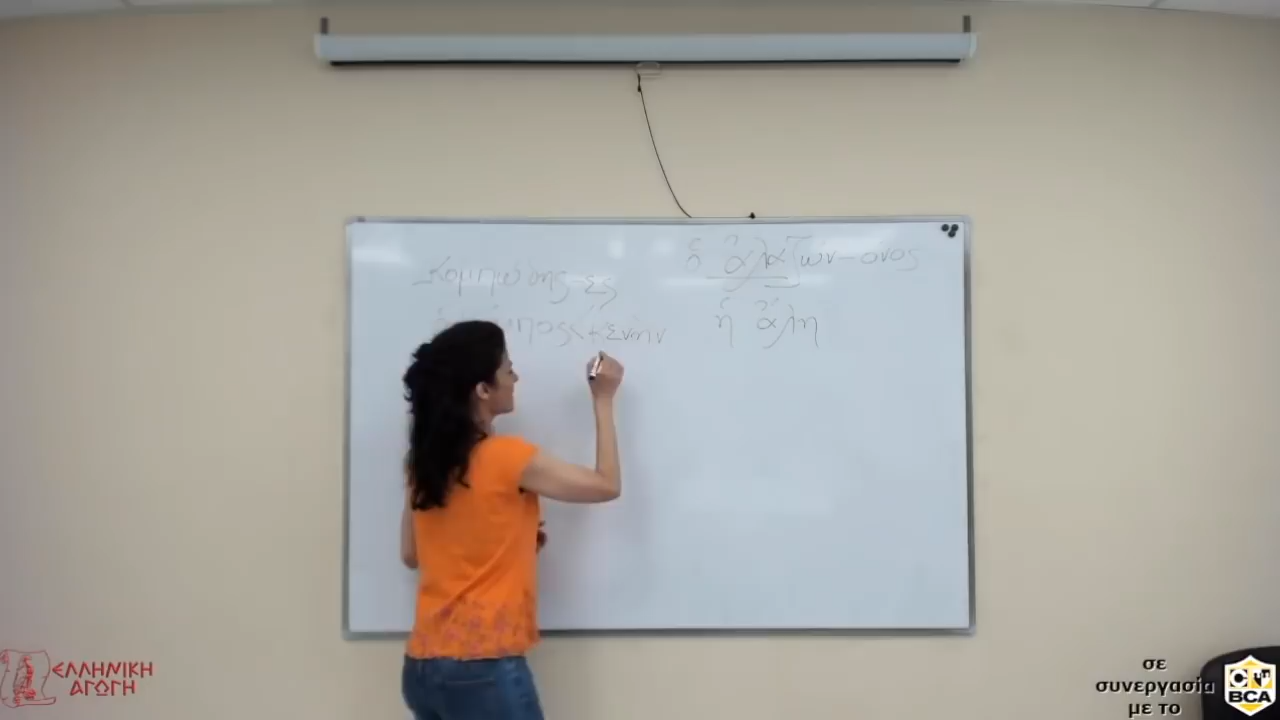 κομπώδης-ες
ὁ ἀλαζών-όνος
ἡ ἄλη
ΕΛΛΗΝΙΚΗ
ΑΓΩΓΗ
σε
συνεργασία
με το
BCA